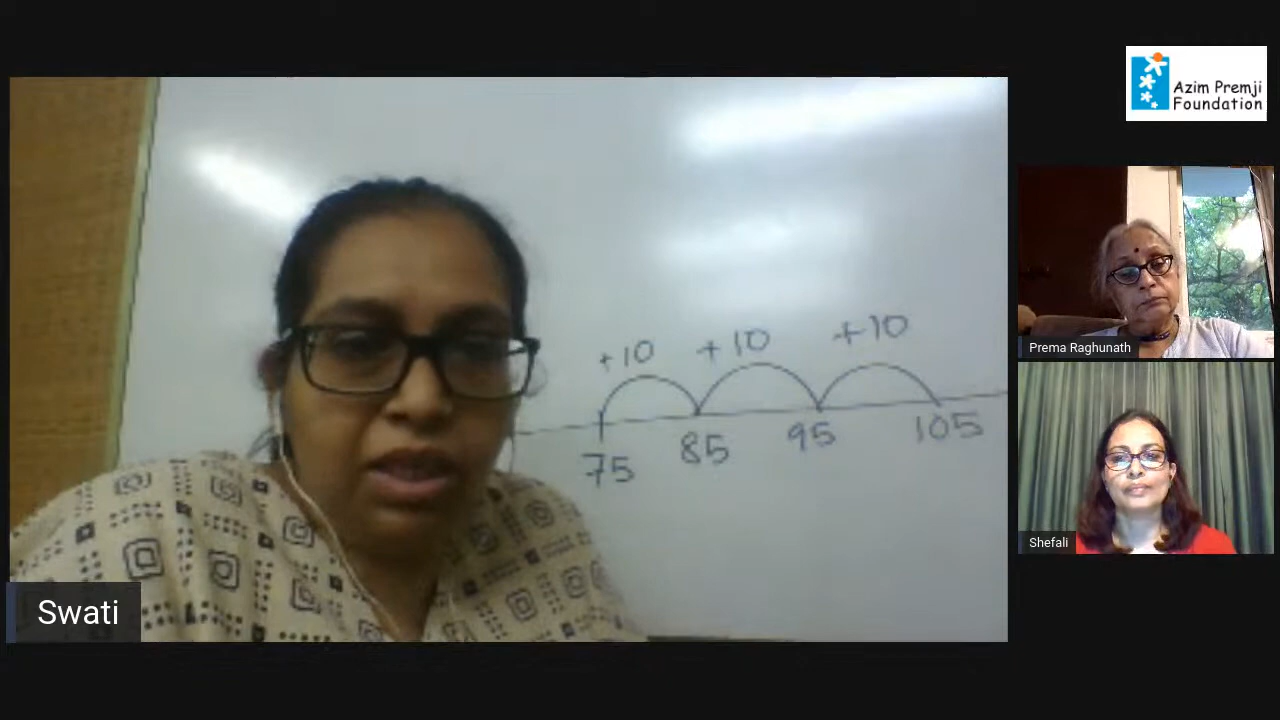 Azim Premji
Foundation
+10 +10 +10
75 85 95 105
Prema Raghunath
Shefali
Swati